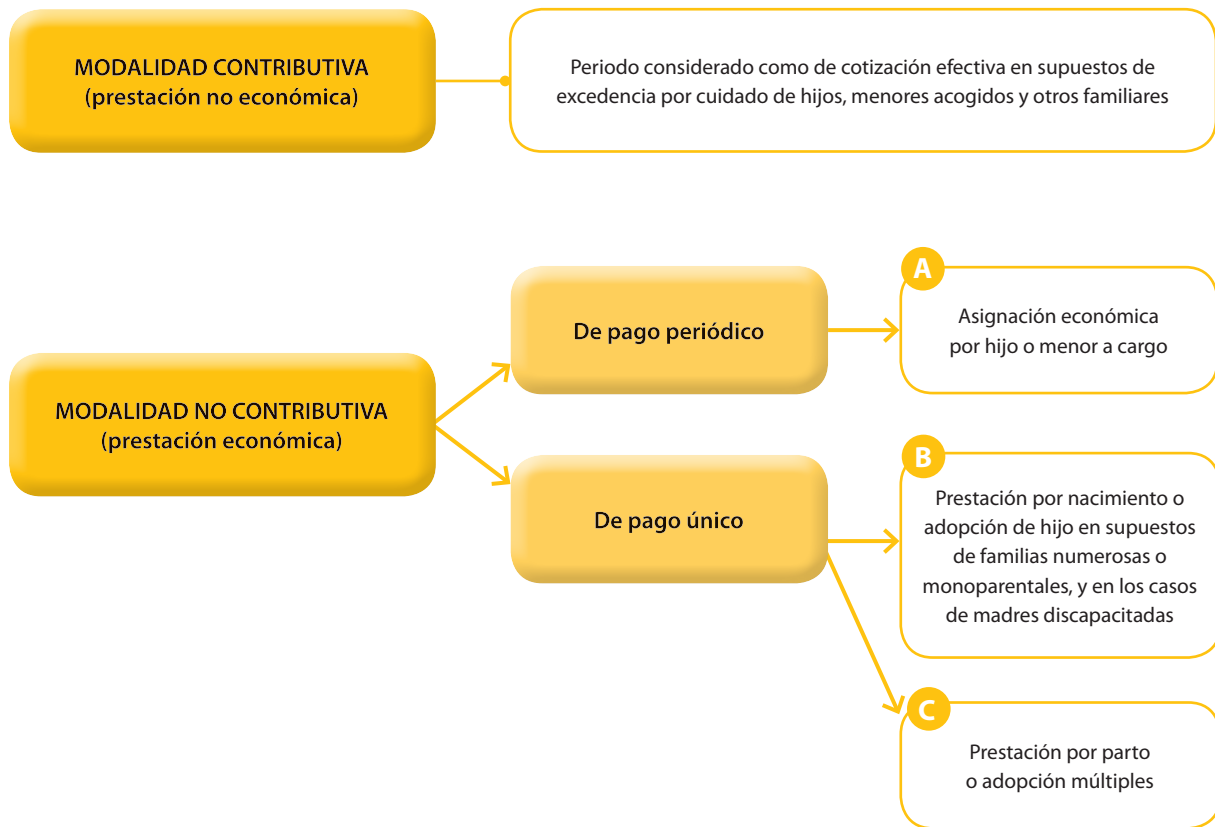 MODALIDAD CONTRIBUTIVA
(prestación no económica)
Periodo considerado como de cotización efectiva en supuestos de
excedencia por cuidado de hijos, menores acogidos y otros familiares
MODALIDAD NO CONTRIBUTIVA
(prestación económica)
De pago periódico
A
Asignación económica
por hijo o menor a cargo
De pago único
B
Prestación por nacimiento o
adopción de hijo en supuestos
de familias numerosas o
monoparentales, y en los casos
de madres discapacitadas
C
Prestación por parto
o adopción múltiples